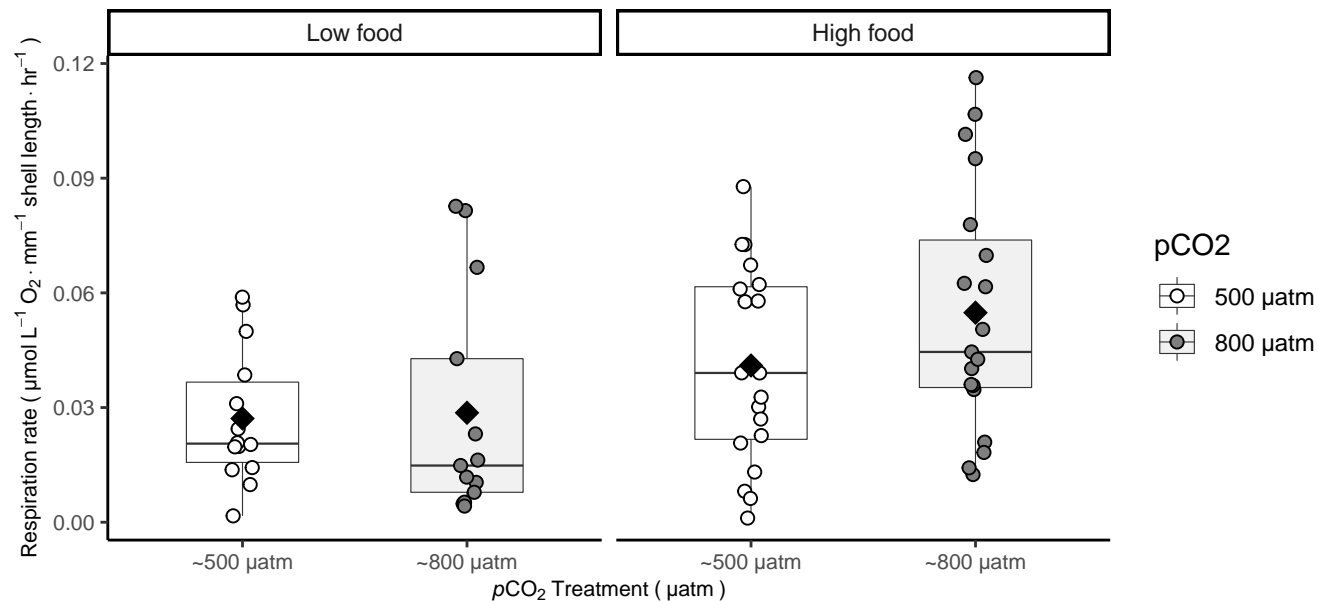 Low food
High food
Respiration rate ( µmol L⁻¹ O₂ · mm⁻¹ shell length · hr⁻¹ )
0.12
0.09
0.06
0.03
0.00
~500 µatm
~800 µatm
~500 µatm
~800 µatm
pCO₂ Treatment ( µatm )
pCO2
500 µatm
800 µatm